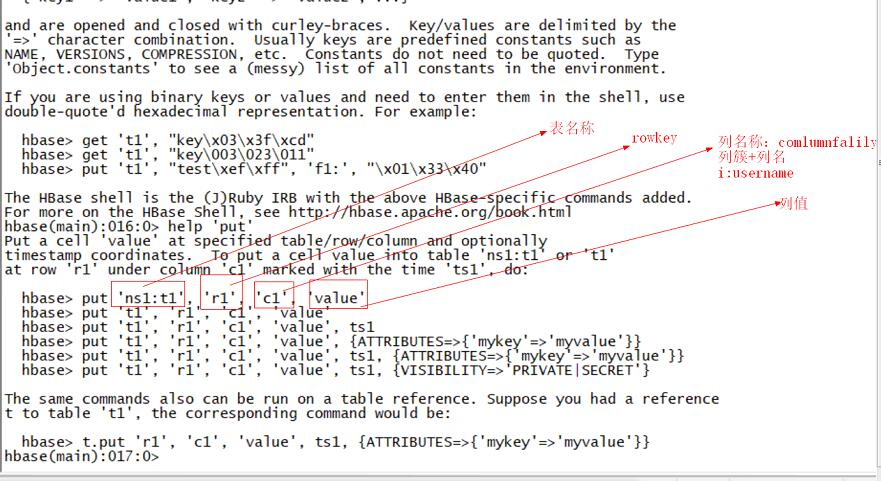 and are opened and closed with curley-braces.  Key/values are delimited by the
'=>' character combination.  Usually keys are predefined constants such as
NAME, VERSIONS, COMPRESSION, etc.  Constants do not need to be quoted.  Type
'Object.constants' to see a (messy) list of all constants in the environment.
If you are using binary keys or values and need to enter them in the shell, use
double-quote'd hexadecimal representation. For example:
hbase> get 't1', "key\x03\x3f\xcd"
hbase> get 't1', "key\003\023\011"
hbase> put 't1', "test\xef\xff", 'f1:', "\x01\x33\x40"
表名称
rowkey
列名称：comlumnfalily
列簇+列名
i:username
列值
The HBase shell is the (J)Ruby IRB with the above HBase-specific commands added.
For more on the HBase Shell, see http://hbase.apache.org/book.html
hbase(main):016:0> help 'put'
Put a cell 'value' at specified table/row/column and optionally
timestamp coordinates.  To put a cell value into table 'ns1:t1' or 't1'
at row 'r1' under column 'c1' marked with the time 'ts1', do:
hbase> put 'ns1:t1', 'r1', 'c1', 'value'
hbase> put 't1', 'r1', 'c1', 'value'
hbase> put 't1', 'r1', 'c1', 'value', ts1
hbase> put 't1', 'r1', 'c1', 'value', {ATTRIBUTES=>{'mykey'=>'myvalue'}}
hbase> put 't1', 'r1', 'c1', 'value', ts1, {ATTRIBUTES=>{'mykey'=>'myvalue'}}
hbase> put 't1', 'r1', 'c1', 'value', ts1, {VISIBILITY=>'PRIVATE|SECRET'}
The same commands also can be run on a table reference. Suppose you had a reference
t to table 't1', the corresponding command would be:
hbase> t.put 'r1', 'c1', 'value', ts1, {ATTRIBUTES=>{'mykey'=>'myvalue'}}
hbase(main):017:0>